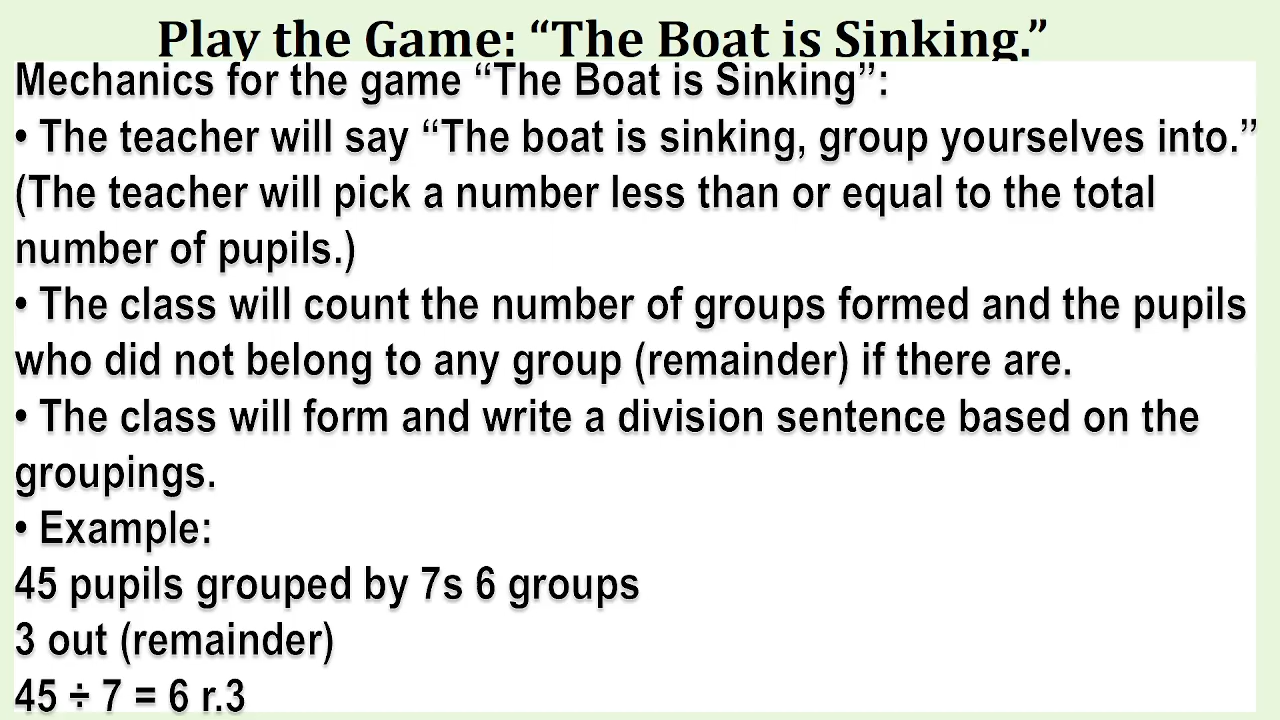 Play the Game: “The Boat is Sinking.”
Mechanics for the game “The Boat is Sinking”:
• The teacher will say “The boat is sinking, group yourselves into.”
(The teacher will pick a number less than or equal to the total
number of pupils.)
• The class will count the number of groups formed and the pupils
who did not belong to any group (remainder) if there are.
• The class will form and write a division sentence based on the
groupings.
• Example:
45 pupils grouped by 7s 6 groups
3 out (remainder)
45 ÷ 7 = 6 r.3